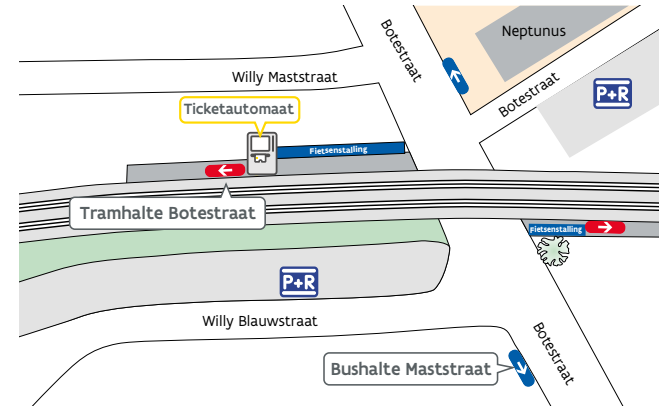 Botestraat
Neptunus
Willy Maststraat
Botestraat
P+R
Ticketautomaat
Fietsenstalling
Tramhalte Botestraat
Fietsenstalling
P+R
Willy Blauwstraat
Botestraat
Bushalte Maststraat